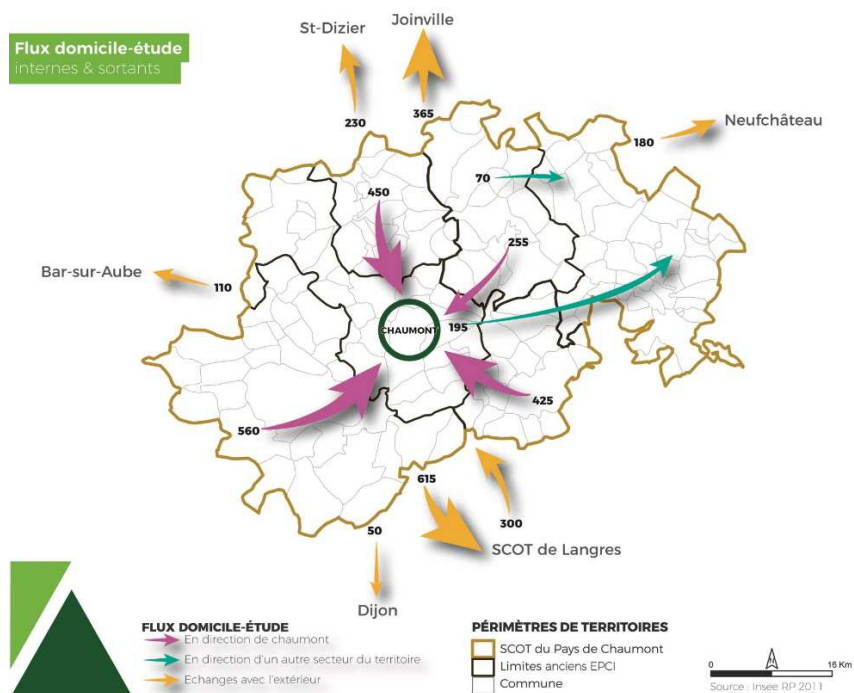 Flux domicile-étude
internes & sortants
St-Dizier
Joinville
230
365
Neufchâteau
180
70
450
255
Bar-sur-Aube
110
CHAUMONT
195
560
425
615
300
50
SCOT de Langres
Dijon
FLUX DOMICILE-ÉTUDE
En direction de chaumont
En direction d'un autre secteur du territoire
Echanges avec l'extérieur
PÉRIMÈTRES DE TERRITOIRES
SCOT du Pays de Chaumont
Limites anciens EPCI
Commune
N
0
16 Km
Source : Insee RP 2011